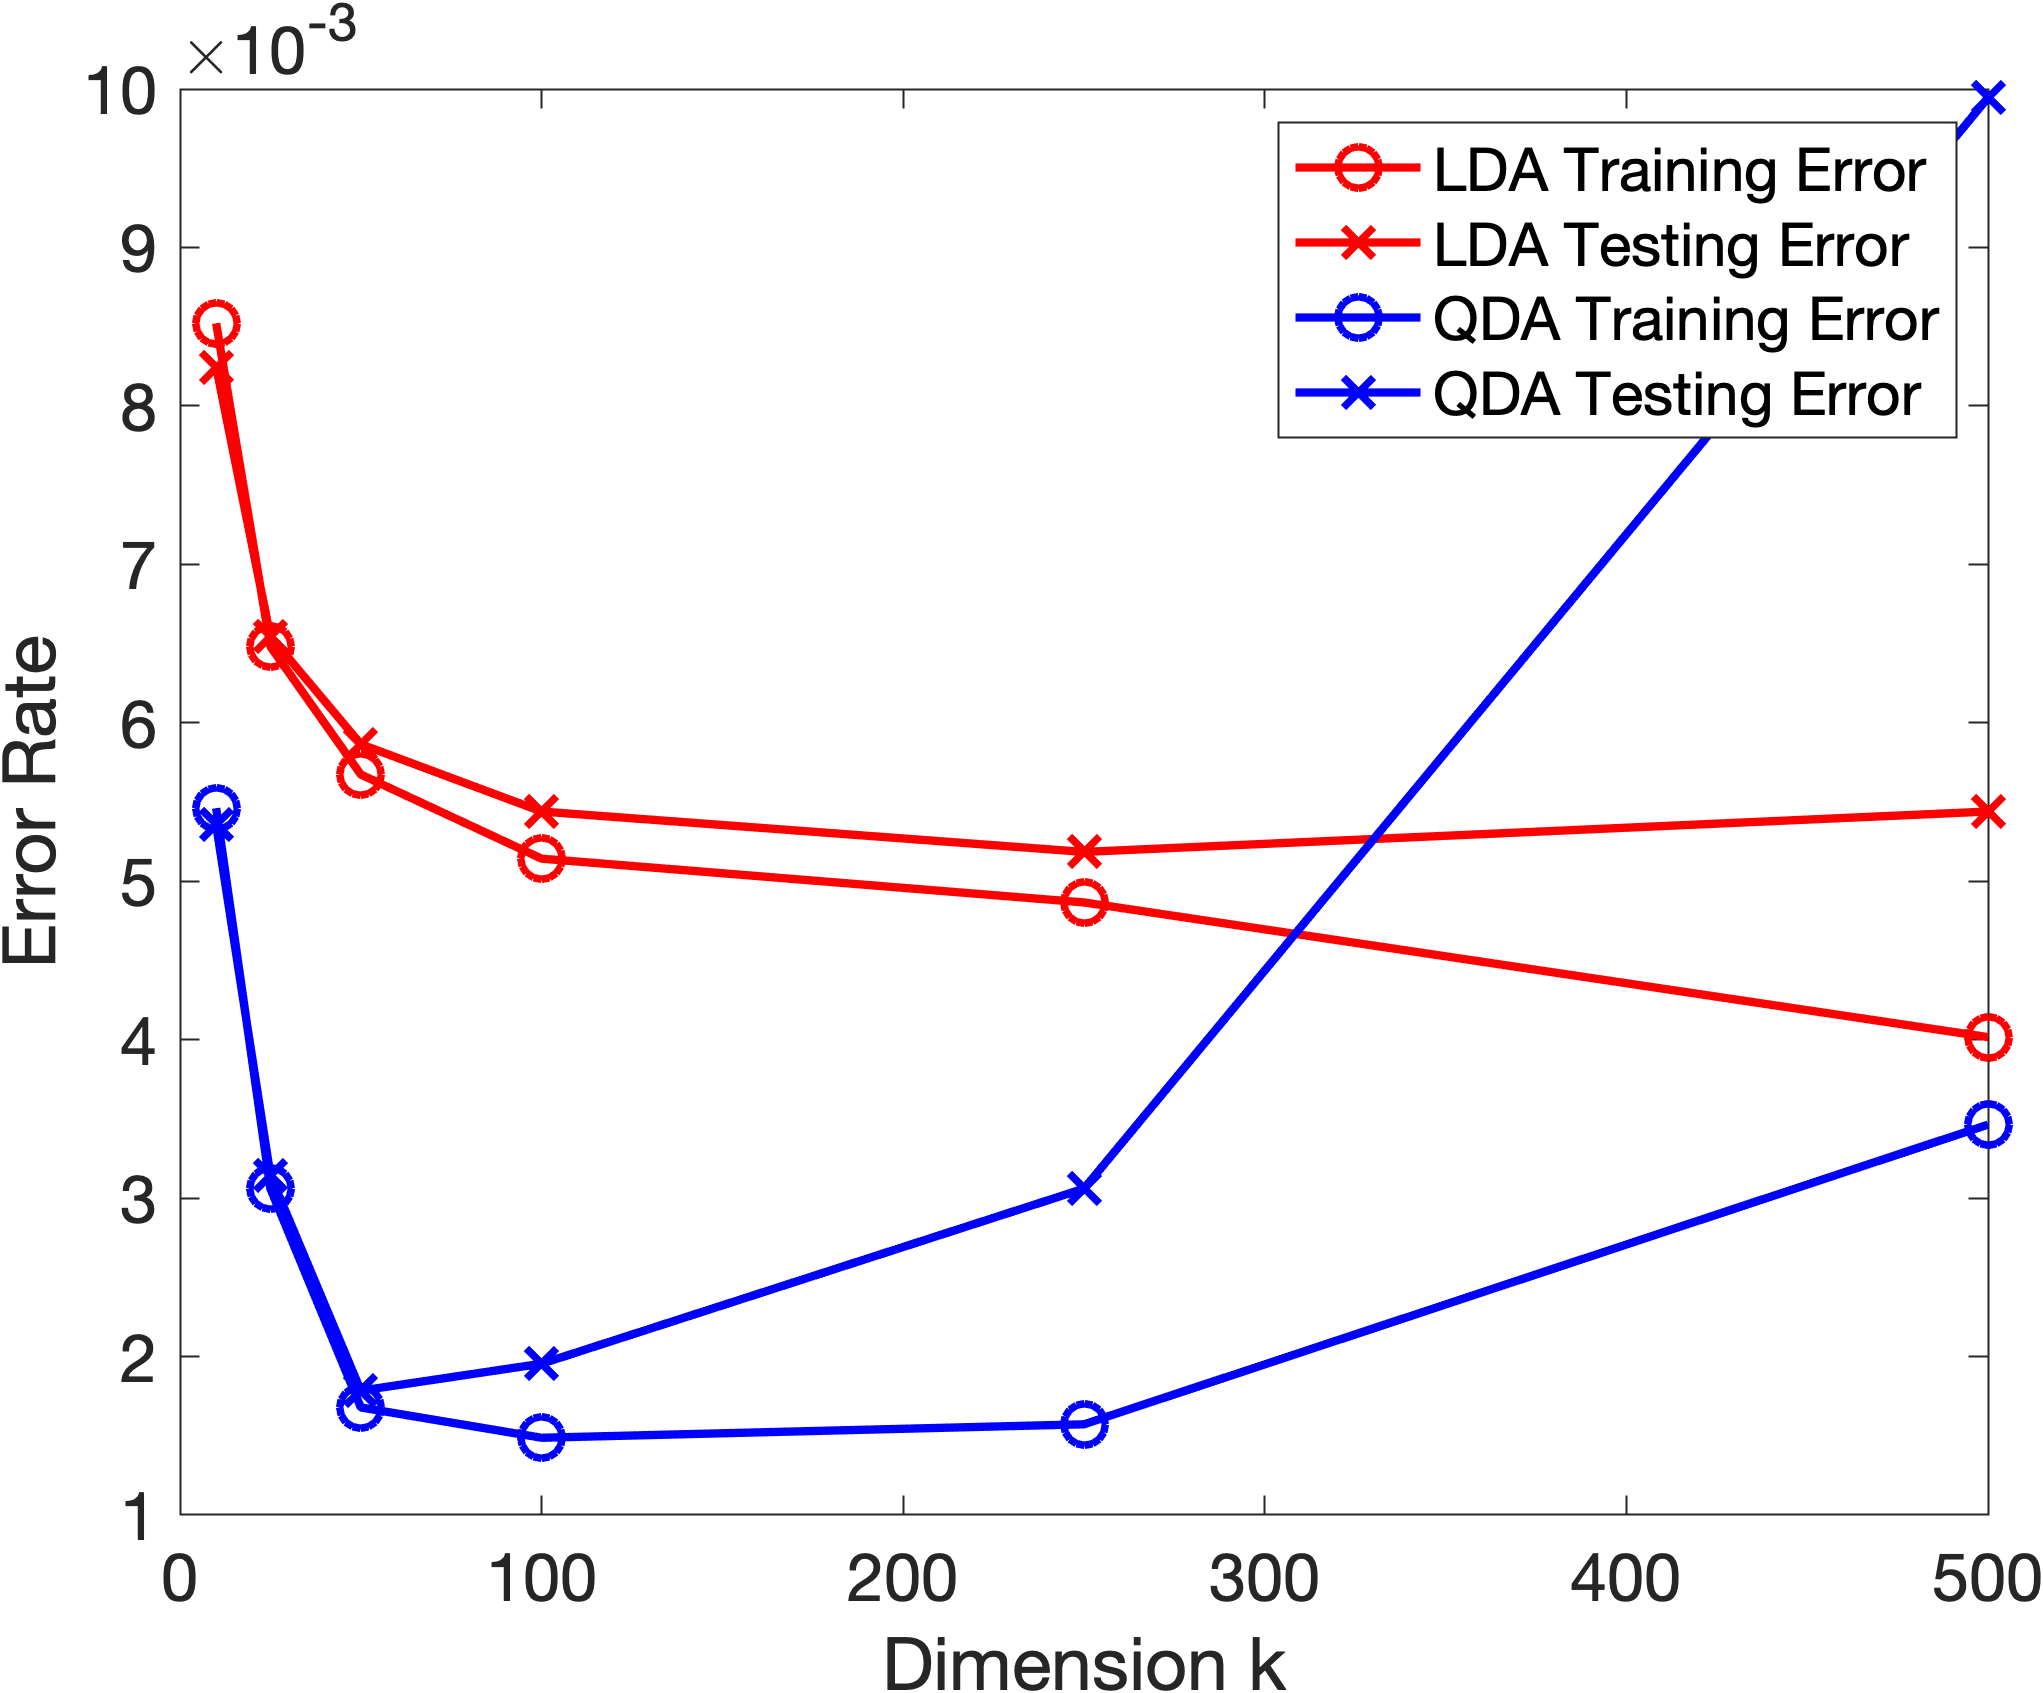 ×10-3
10
9
8
7
6
5
4
3
2
1
Error Rate
LDA Training Error
LDA Testing Error
QDA Training Error
QDA Testing Error
0 100 200 300 400 500
Dimension k